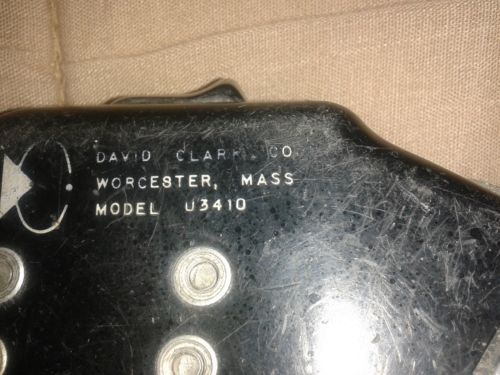 DAVID CLARK CO
WORCESTER, MASS
MODEL U3410